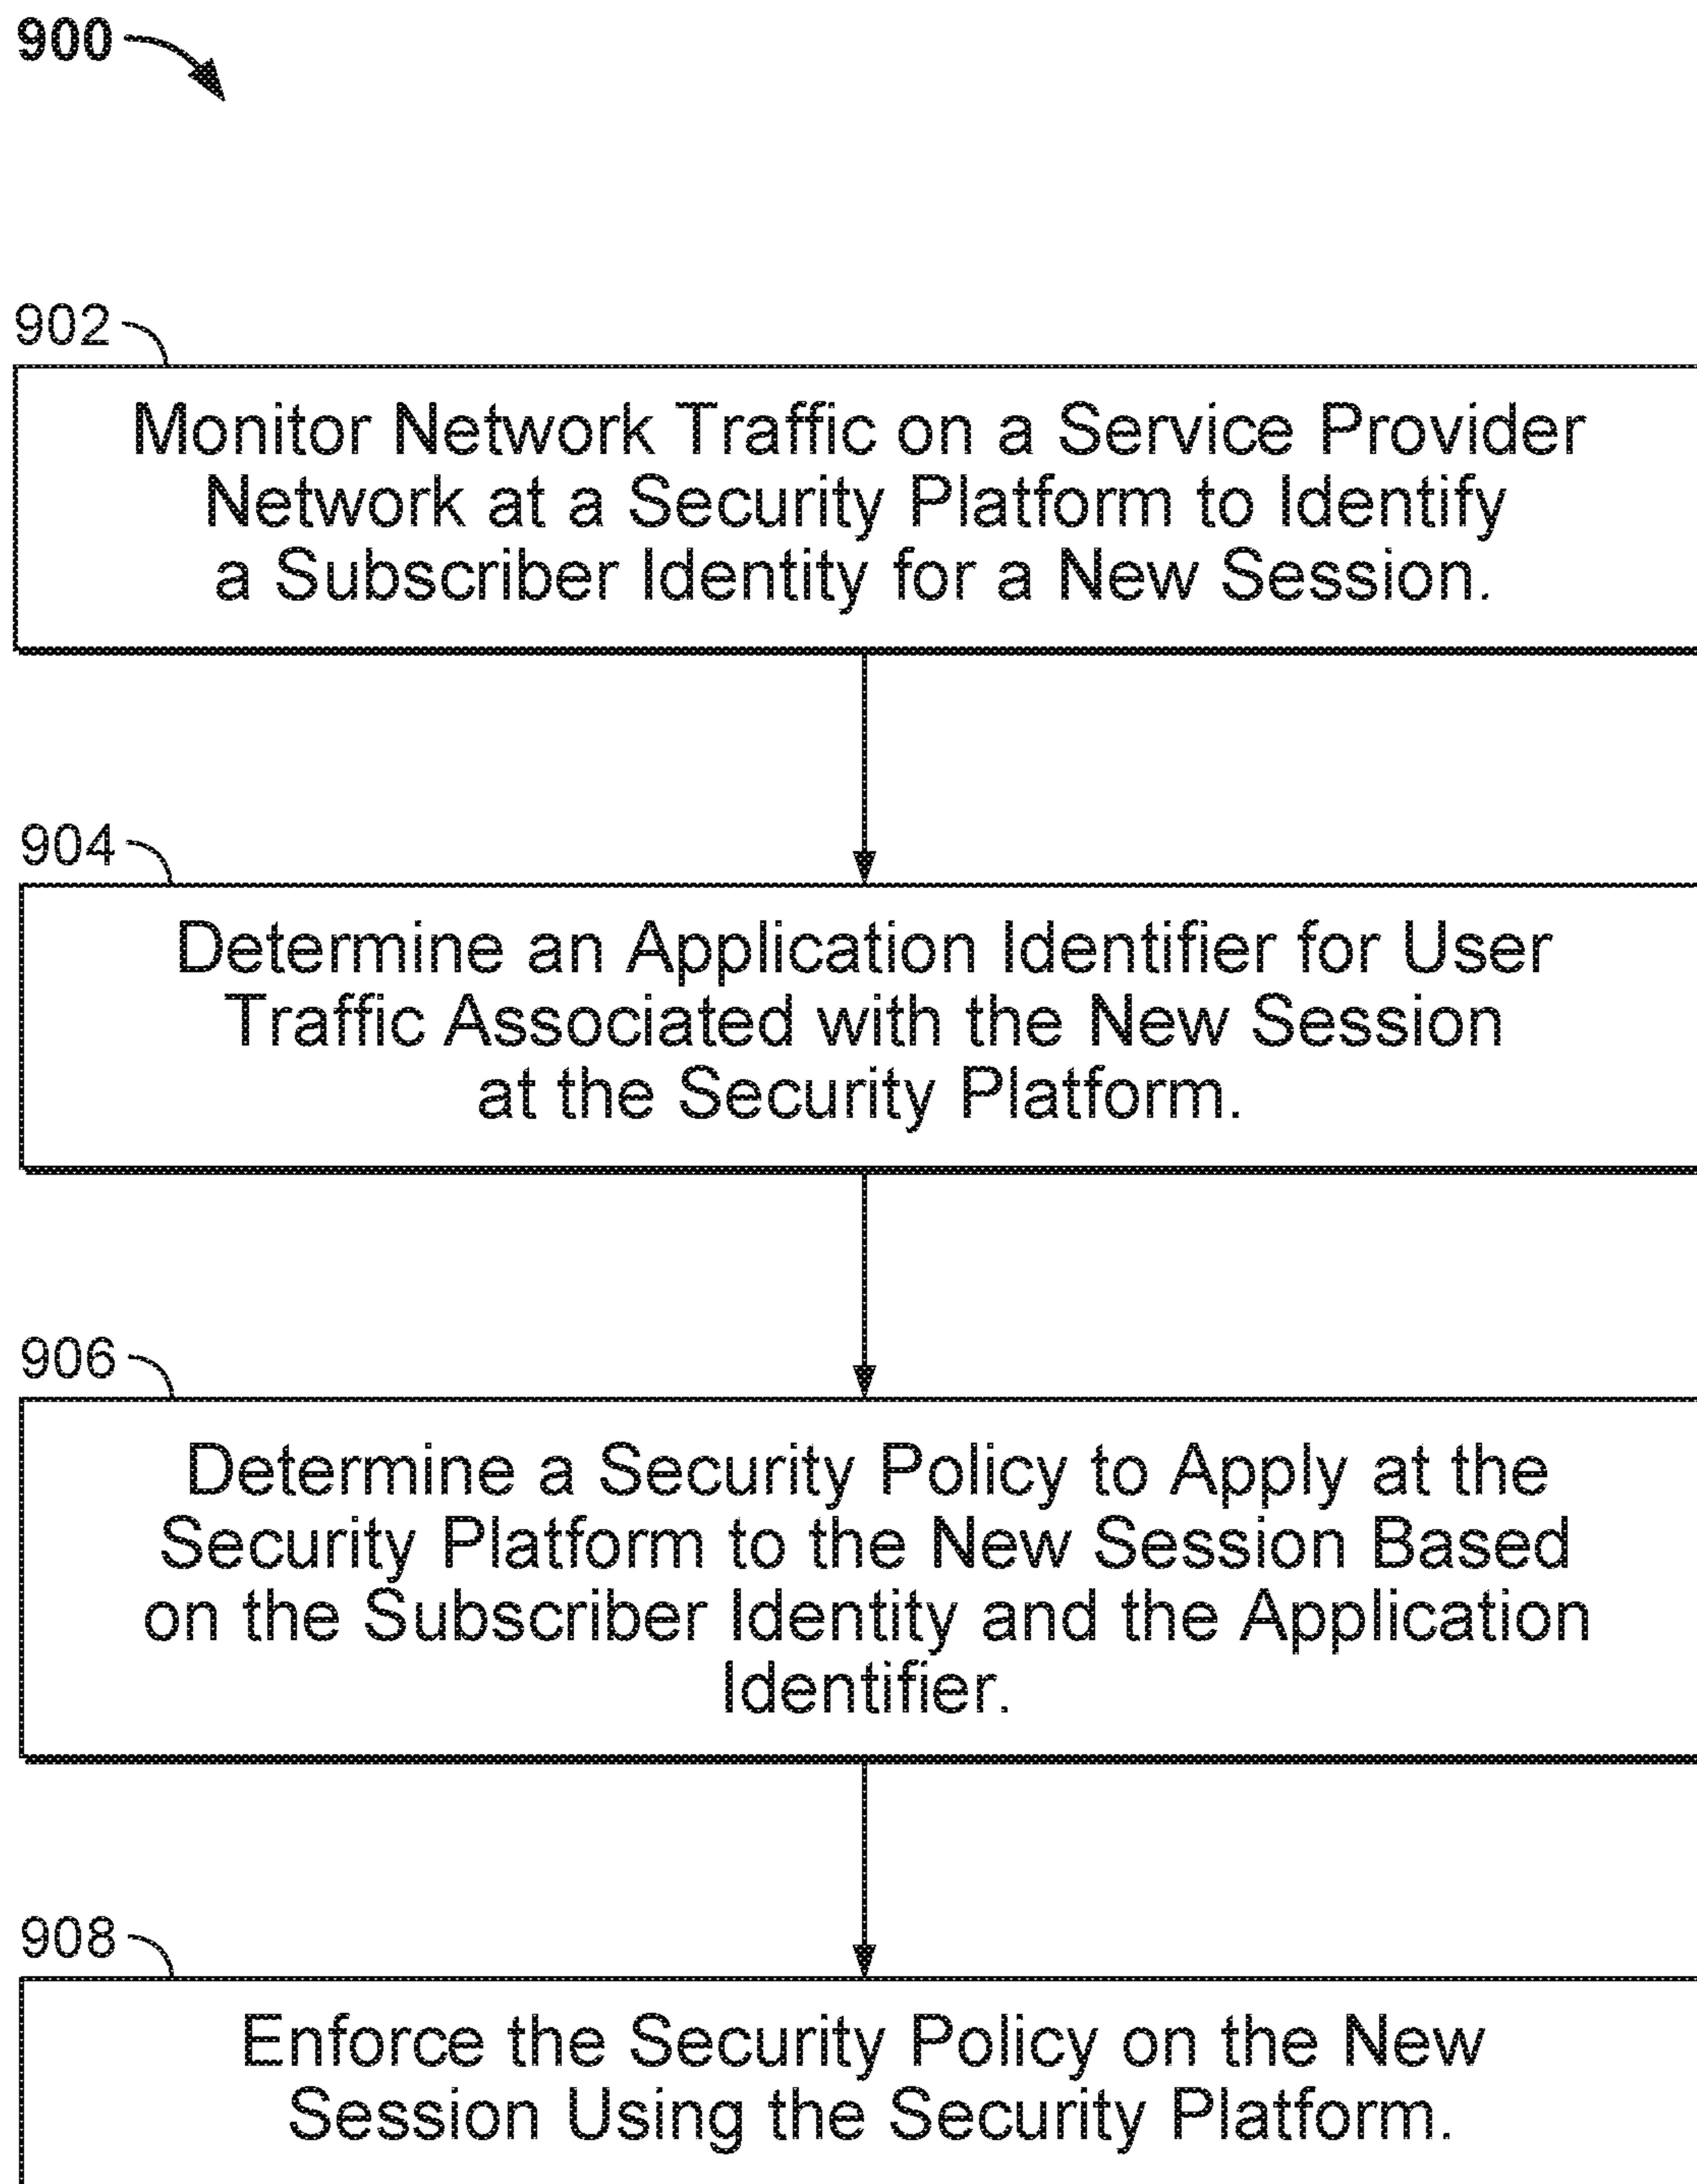 900
902
Monitor Network Traffic on a Service Provider
Network at a Security Platform to Identify
a Subscriber Identity for a New Session.
904
Determine an Application Identifier for User
Traffic Associated with the New Session
at the Security Platform.
906
Determine a Security Policy to Apply at the
Security Platform to the New Session Based
on the Subscriber Identity and the Application
Identifier.
908
Enforce the Security Policy on the New
Session Using the Security Platform.